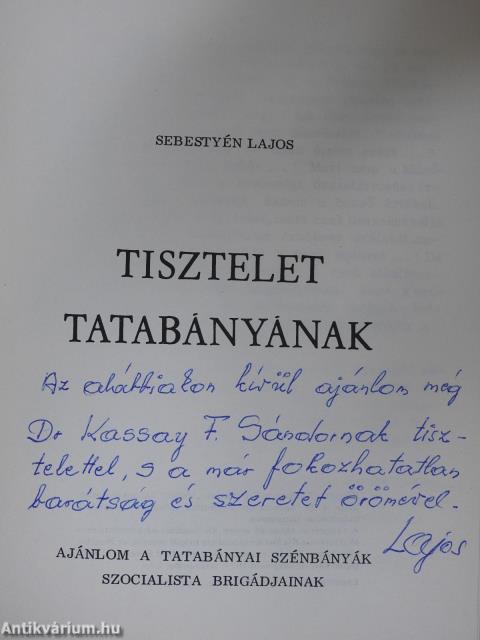 SEBESTYÉN LAJOS
TISZTELET
TATABÁNYÁNAK
Az alábbiakon kívül ajánlom még
Dr Kassay F. Sándornak tisz-
telettel, s a már fokozhatatlan
barátság és szeretet örömével.
Lajos
AJÁNLOM A TATABÁNYAI SZÉNBÁNYÁK
SZOCIALISTA BRIGÁDJAINAK
Antikvárium.hu